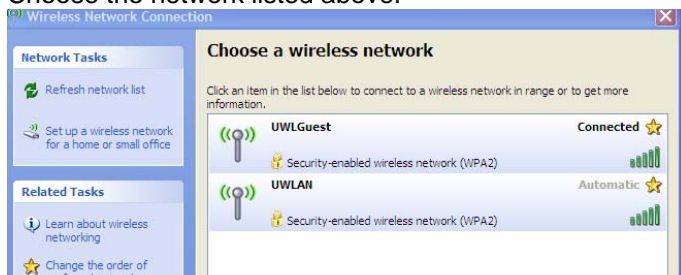 Choose the network listed above.
Wireless Network Connection
Network Tasks
Refresh network list
Set up a wireless network
for a home or small office
Related Tasks
Learn about wireless
networking
Change the order of
Choose a wireless network
Click an item in the list below to connect to a wireless network in range or to get more
information.
UWLGuest
Connected
Security-enabled wireless network (WPA2)
UWLAN
Automatic
Security-enabled wireless network (WPA2)